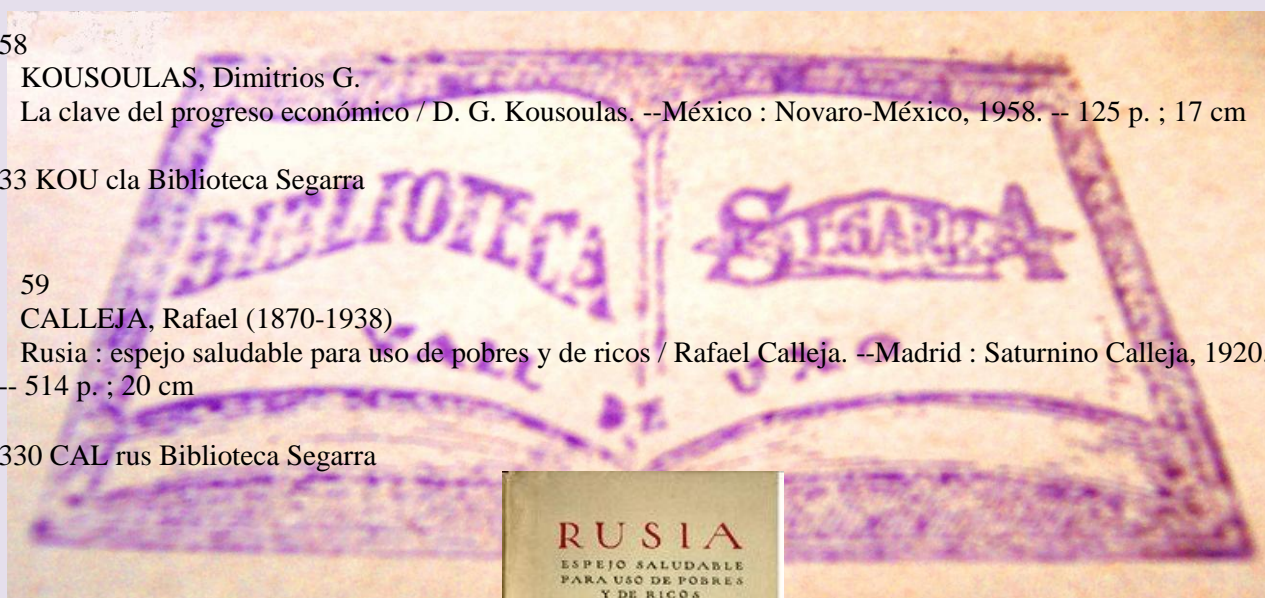 58
KOUSOULAS, Dimitrios G.
La clave del progreso económico / D. G. Kousoulas. --México : Novaro-México, 1958. -- 125 p. ; 17 cm
33 KOU cla Biblioteca Segarra
BIBLIOTECA
SEGARRA
59
CALLEJA, Rafael (1870-1938)
Rusia : espejo saludable para uso de pobres y de ricos / Rafael Calleja. --Madrid : Saturnino Calleja, 1920.
-- 514 p. ; 20 cm
VALL
DE
UXO
330 CAL rus Biblioteca Segarra
RUSIA
ESPEJO SALUDABLE
PARA USO DE POBRES
Y DE RICOS